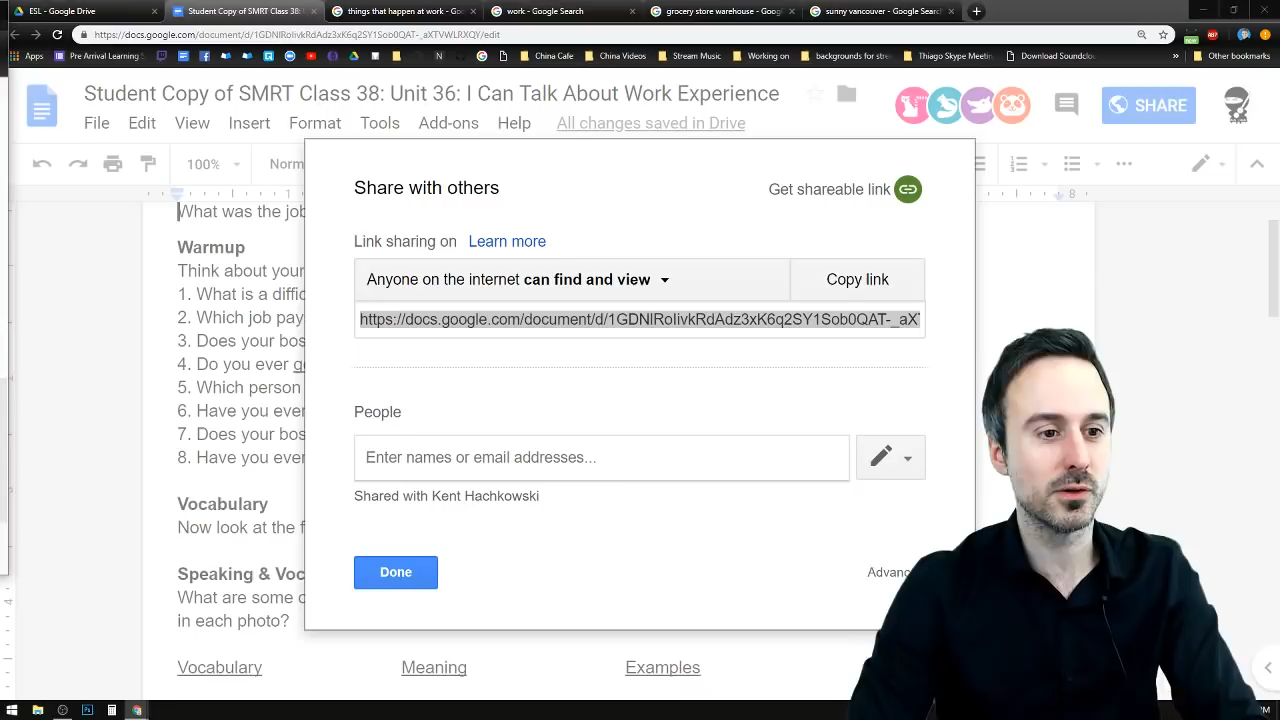 ESL - Google Drive
Student Copy of SMRT Class 38:
things that happen at work - Go
work - Google Search
grocery store warehouse - Googl
sunny vancouver - Google Search
https://docs.google.com/document/d/1GDNlRolivkRdAdz3xK6q2SY1Sob0QAT-_aXTVWLRXQY/edit
Apps
Pre Arrival Learning S
China Cafe
China Videos
Stream Music
Working on
backgrounds for stre
Thiago Skype Meeting
Download Soundclou
Other bookmarks
Student Copy of SMRT Class 38: Unit 36: I Can Talk About Work Experience
SHARE
File Edit View Insert Format Tools Add-ons Help All changes saved in Drive
100%
Norm
Share with others
Get shareable link
Link sharing on Learn more
Anyone on the internet can find and view
Copy link
https://docs.google.com/document/d/1GDNlRolivkRdAdz3xK6q2SY1Sob0QAT-_aXT
People
Enter names or email addresses...
Shared with Kent Hachkowski
Done
Advanc
What was the job
Warmup
Think about your
1. What is a diffic
2. Which job pay
3. Does your bos
4. Do you ever g
5. Which person
6. Have you ever
7. Does your bos
8. Have you ever
Vocabulary
Now look at the f
Speaking & Voc
What are some c
in each photo?
Vocabulary Meaning Examples